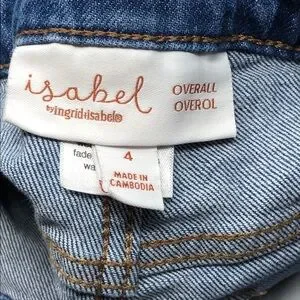 isabel
by ingrid+isabel®
OVERALL
OVEROL
fade
wa
4
MADE IN
CAMBODIA